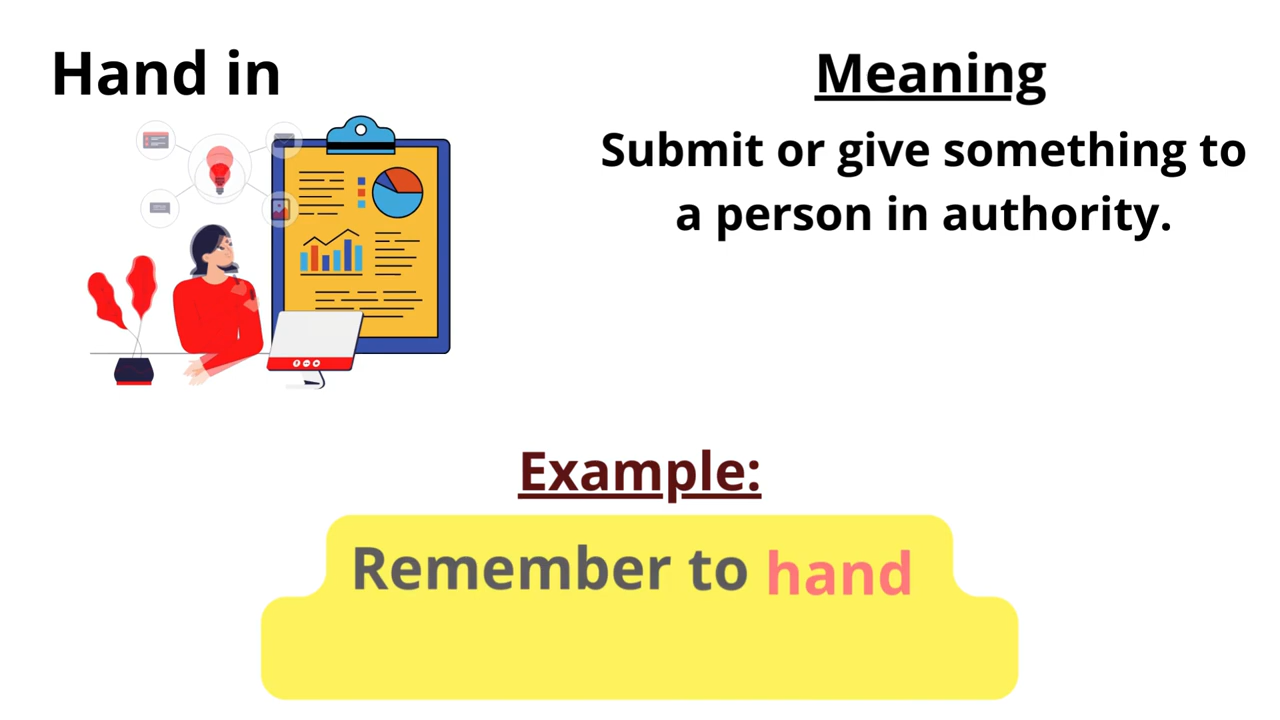 Hand in
Meaning
Submit or give something to
a person in authority.
Example:
Remember to hand